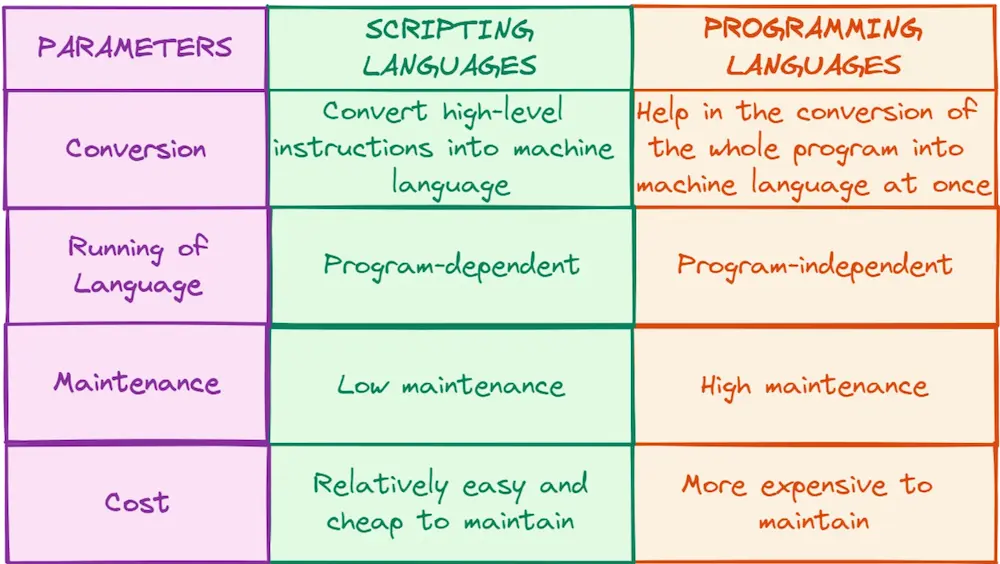 PARAMETERS
SCRIPTING
LANGUAGES
PROGRAMMING
LANGUAGES
Conversion
Convert high-level
instructions into machine
language
Help in the conversion of
the whole program into
machine language at once
Running of
Language
Program-dependent
Program-independent
Maintenance
Low maintenance
High maintenance
Cost
Relatively easy and
cheap to maintain
More expensive to
maintain